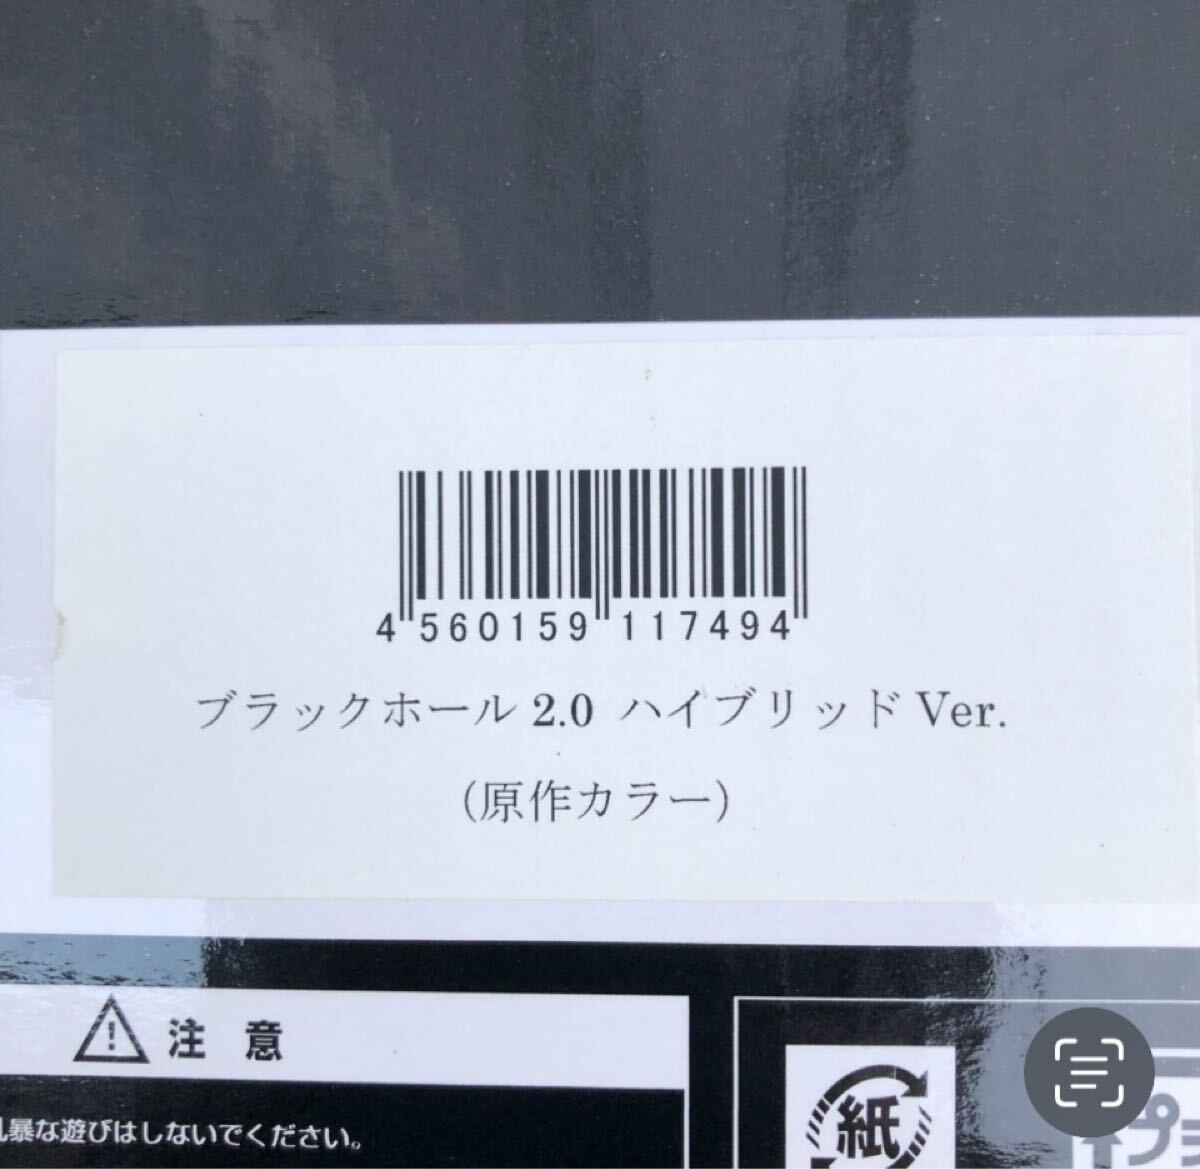 4 560159 117494
ブラックホール 2.0 ハイブリッド Ver.
(原作カラー)
注 意
暴な遊びはしないでください。
紙
プラ